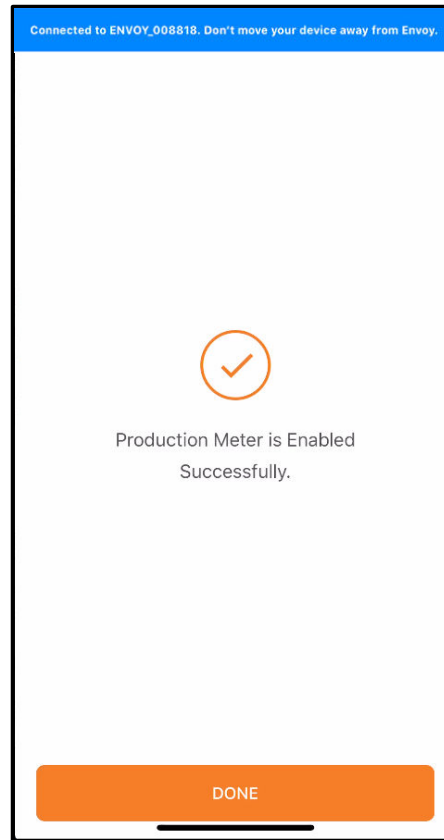 Connected to ENVOY_008818. Don't move your device away from Envoy.
Production Meter is Enabled
Successfully.
DONE